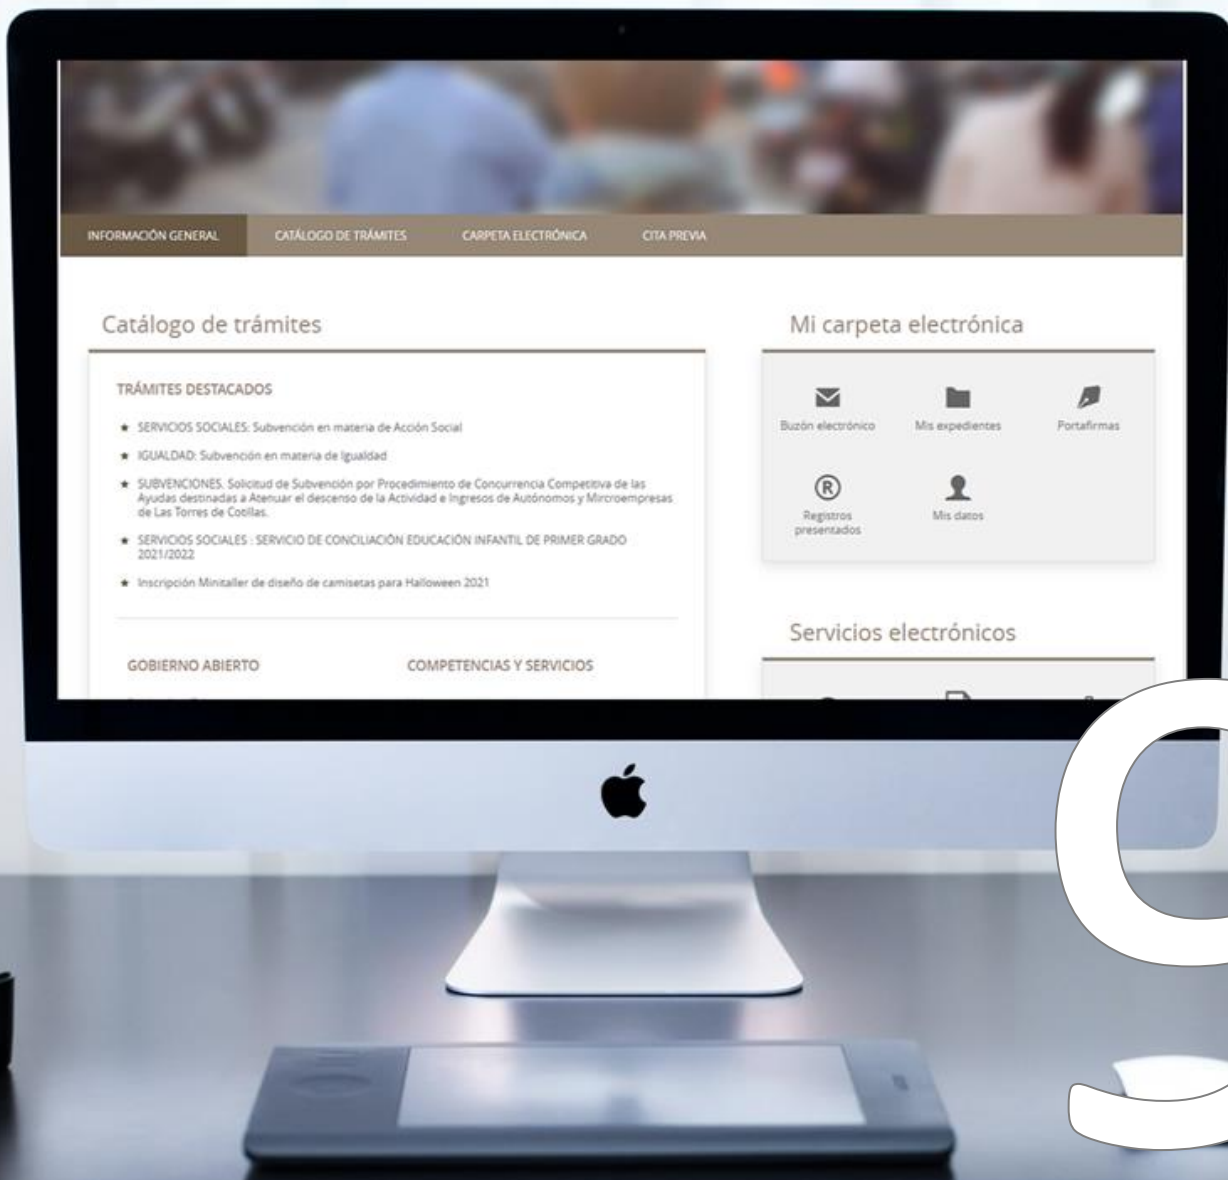 INFORMACIÓN GENERAL CATÁLOGO DE TRÁMITES CARPETA ELECTRÓNICA CITA PREVIA
Catálogo de trámites
TRÁMITES DESTACADOS
★ SERVICIOS SOCIALES: Subvención en materia de Acción Social
★ IGUALDAD: Subvención en materia de Igualdad
★ SUBVENCIONES. Solicitud de Subvención por Procedimiento de Concurrencia Competitiva de las
Ayudas destinadas a Atenuar el descenso de la Actividad e Ingresos de Autónomos y Mircroempresas
de Las Torres de Cotillas.
★ SERVICIOS SOCIALES : SERVICIO DE CONCILIACIÓN EDUCACIÓN INFANTIL DE PRIMER GRADO
2021/2022
★ Inscripción Minitaller de diseño de camisetas para Halloween 2021
GOBIERNO ABIERTO
COMPETENCIAS Y SERVICIOS
Mi carpeta electrónica
Buzón electrónico
Mis expedientes
Portafirmas
®
Registros
presentados
Mis datos
Servicios electrónicos